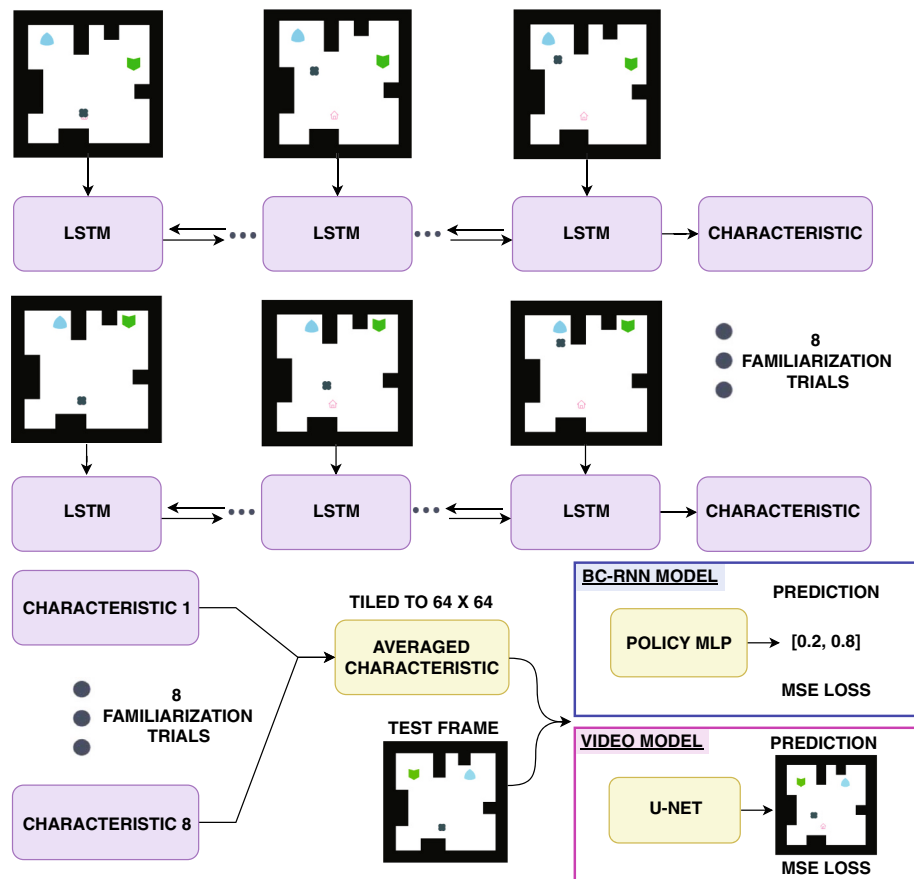 LSTM
LSTM
LSTM
CHARACTERISTIC
8
FAMILIARIZATION
TRIALS
LSTM
LSTM
LSTM
CHARACTERISTIC
CHARACTERISTIC 1
8
FAMILIARIZATION
TRIALS
CHARACTERISTIC 8
TILED TO 64 X 64
AVERAGED
CHARACTERISTIC
TEST FRAME
BC-RNN MODEL
PREDICTION
POLICY MLP
[0.2, 0.8]
MSE LOSS
VIDEO MODEL
PREDICTION
U-NET
MSE LOSS